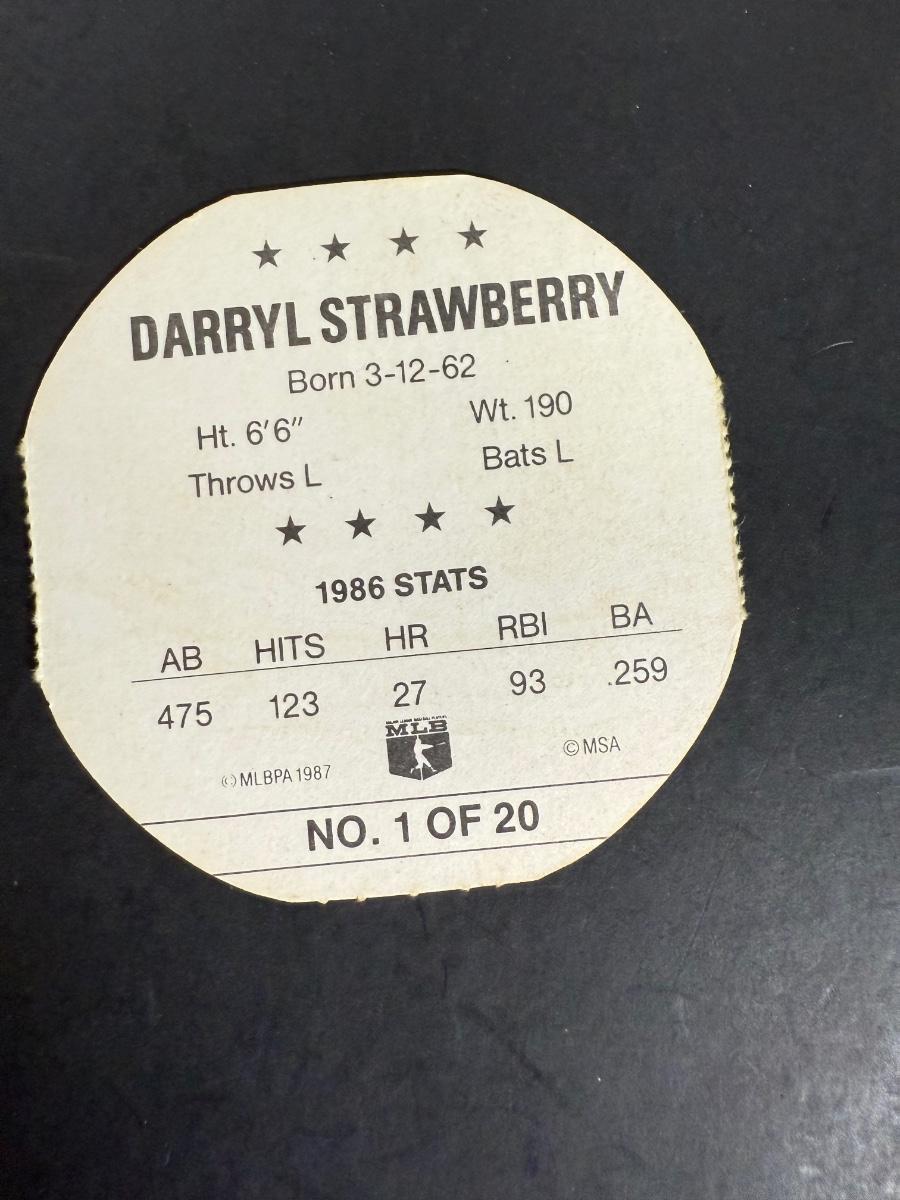 ★ ★ ★ ★
DARRYL STRAWBERRY
Born 3-12-62
Ht. 6'6" Wt. 190
Throws L Bats L
★ ★ ★ ★
1986 STATS
AB HITS HR RBI BA
475 123 27 93 .259
MLB
©MLBPA 1987 ©MSA
NO. 1 OF 20